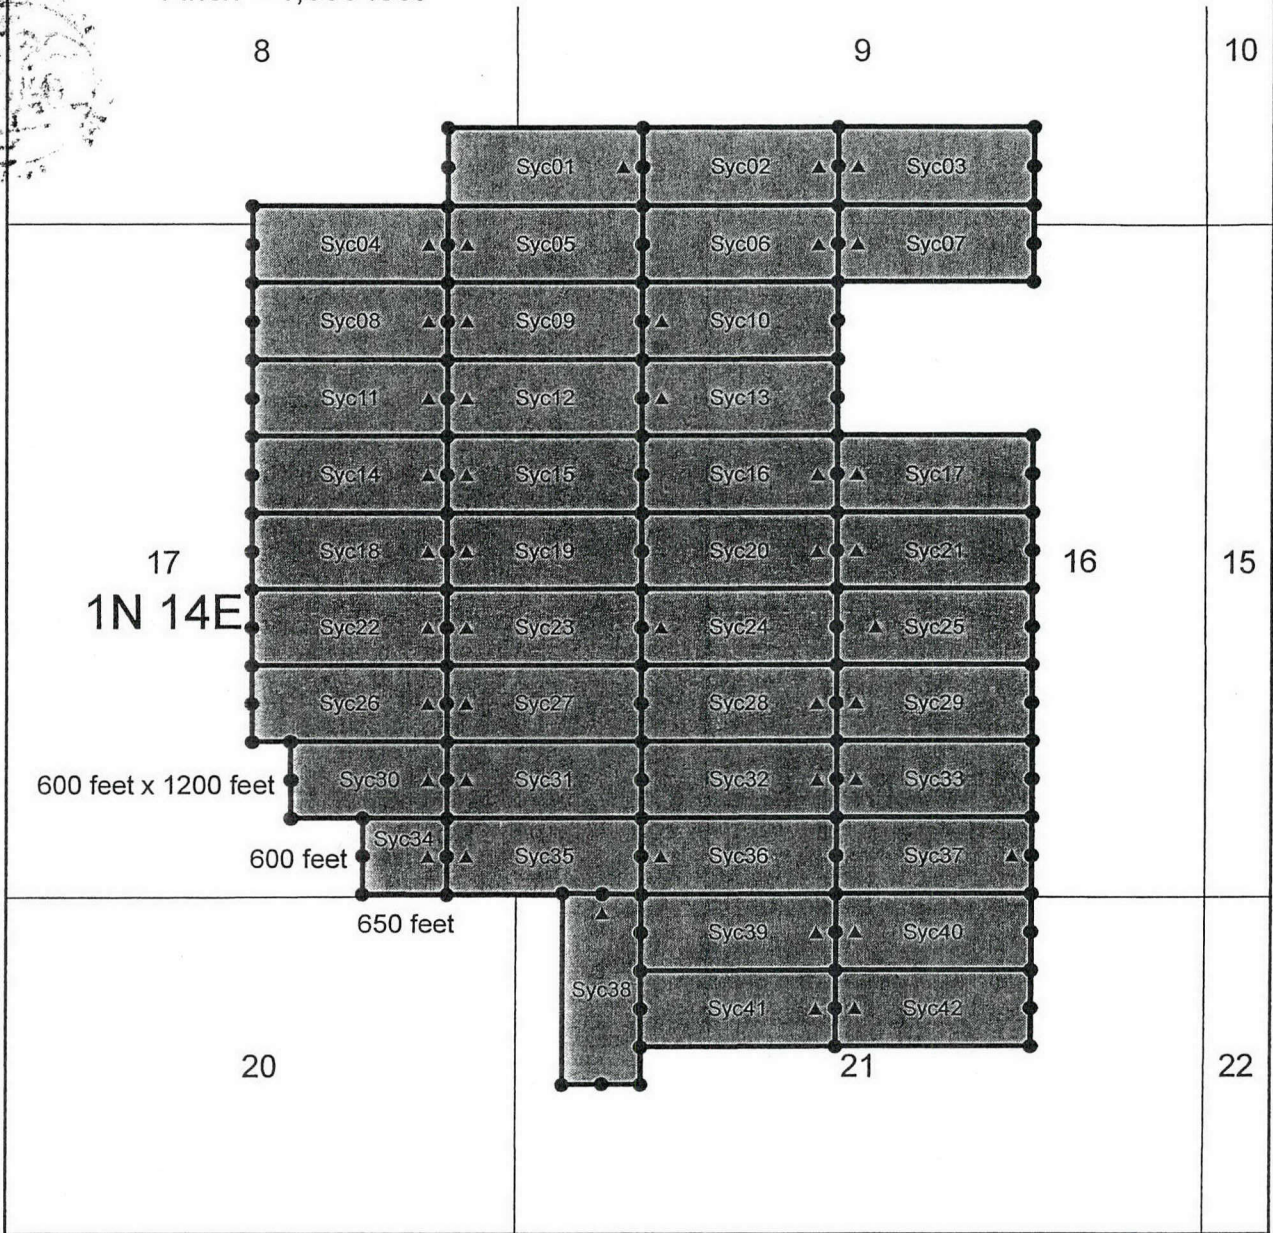 8 9 10
Syc01 Syc02 Syc03
Syc04 Syc05 Syc06 Syc07
Syc08 Syc09 Syc10
Syc11 Syc12 Syc13
Syc14 Syc15 Syc16 Syc17
Syc18 Syc19 Syc20 Syc21
17 16 15
1N 14E
Syc22 Syc23 Syc24 Syc25
Syc26 Syc27 Syc28 Syc29
600 feet x 1200 feet Syc30 Syc31 Syc32 Syc33
Syc34
600 feet Syc35 Syc36 Syc37
650 feet
Syc39 Syc40
Syc38
Syc41 Syc42
20 21 22